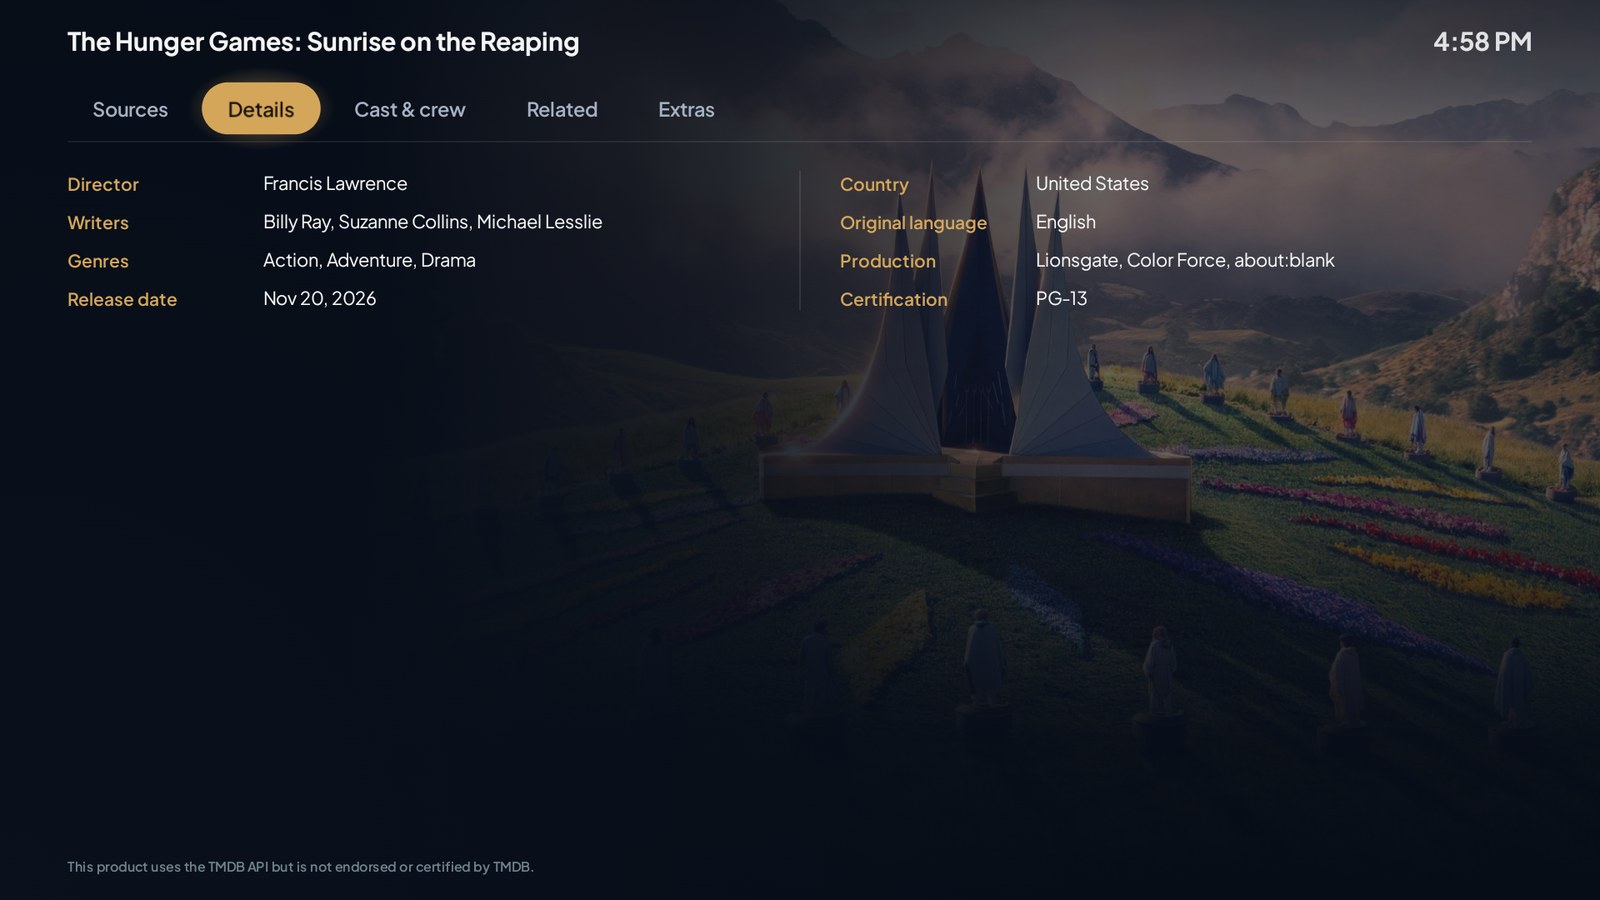 The Hunger Games: Sunrise on the Reaping
4:58 PM
Sources Details Cast & crew Related Extras
Director Francis Lawrence
Writers Billy Ray, Suzanne Collins, Michael Lesslie
Genres Action, Adventure, Drama
Release date Nov 20, 2026
Country United States
Original language English
Production Lionsgate, Color Force, about:blank
Certification PG-13
This product uses the TMDB API but is not endorsed or certified by TMDB.